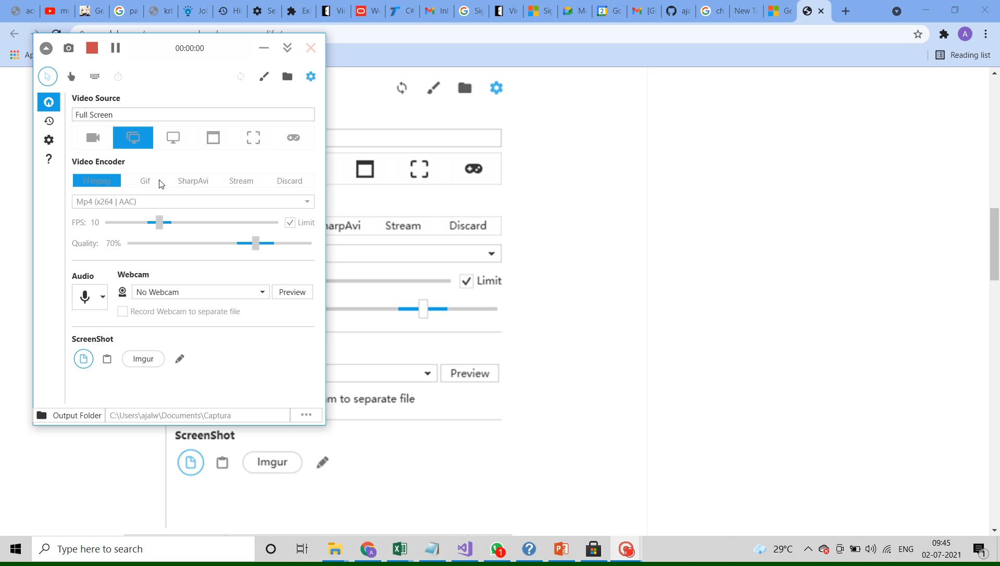 ac
mu
Ge
pa
krl
Jol
Hi
Se
Ext
Vir
We
C#
Inl
Sig
Vi
Sig
Me
Gc
[G
aja
ch
New Ta
Ge
A
Ap
Reading list
00:00:00
Video Source
Full Screen
Video Encoder
FFmpeg
Gif
SharpAvi
Stream
Discard
Mp4 (x264 | AAC)
FPS: 10
Limit
Quality: 70%
Audio
Webcam
No Webcam
Preview
Record Webcam to separate file
ScreenShot
Imgur
Output Folder
C:\Users\ajalw\Documents\Captura
•••
arpAvi
Stream
Discard
Limit
Preview
m to separate file
ScreenShot
Imgur
Type here to search
1
29°C
ENG
09:45
02-07-2021
1